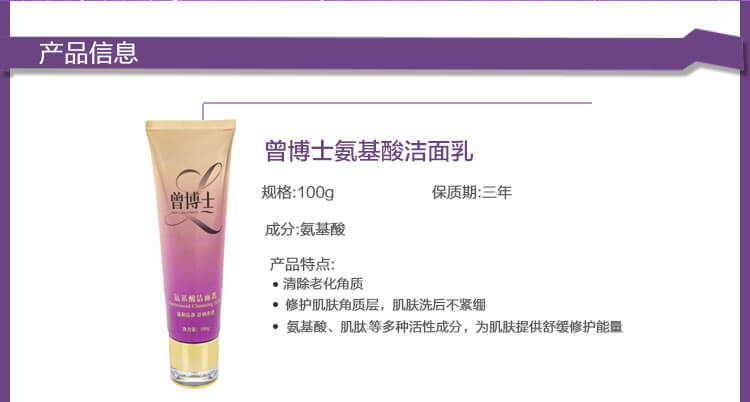 产品信息
曾博士氨基酸洁面乳
规格:100g 保质期:三年
成分:氨基酸
产品特点:
• 清除老化角质
• 修护肌肤角质层，肌肤洗后不紧绷
• 氨基酸、肌肽等多种活性成分，为肌肤提供舒缓修护能量
曾博士
氨基酸洁面乳
净含量：100g